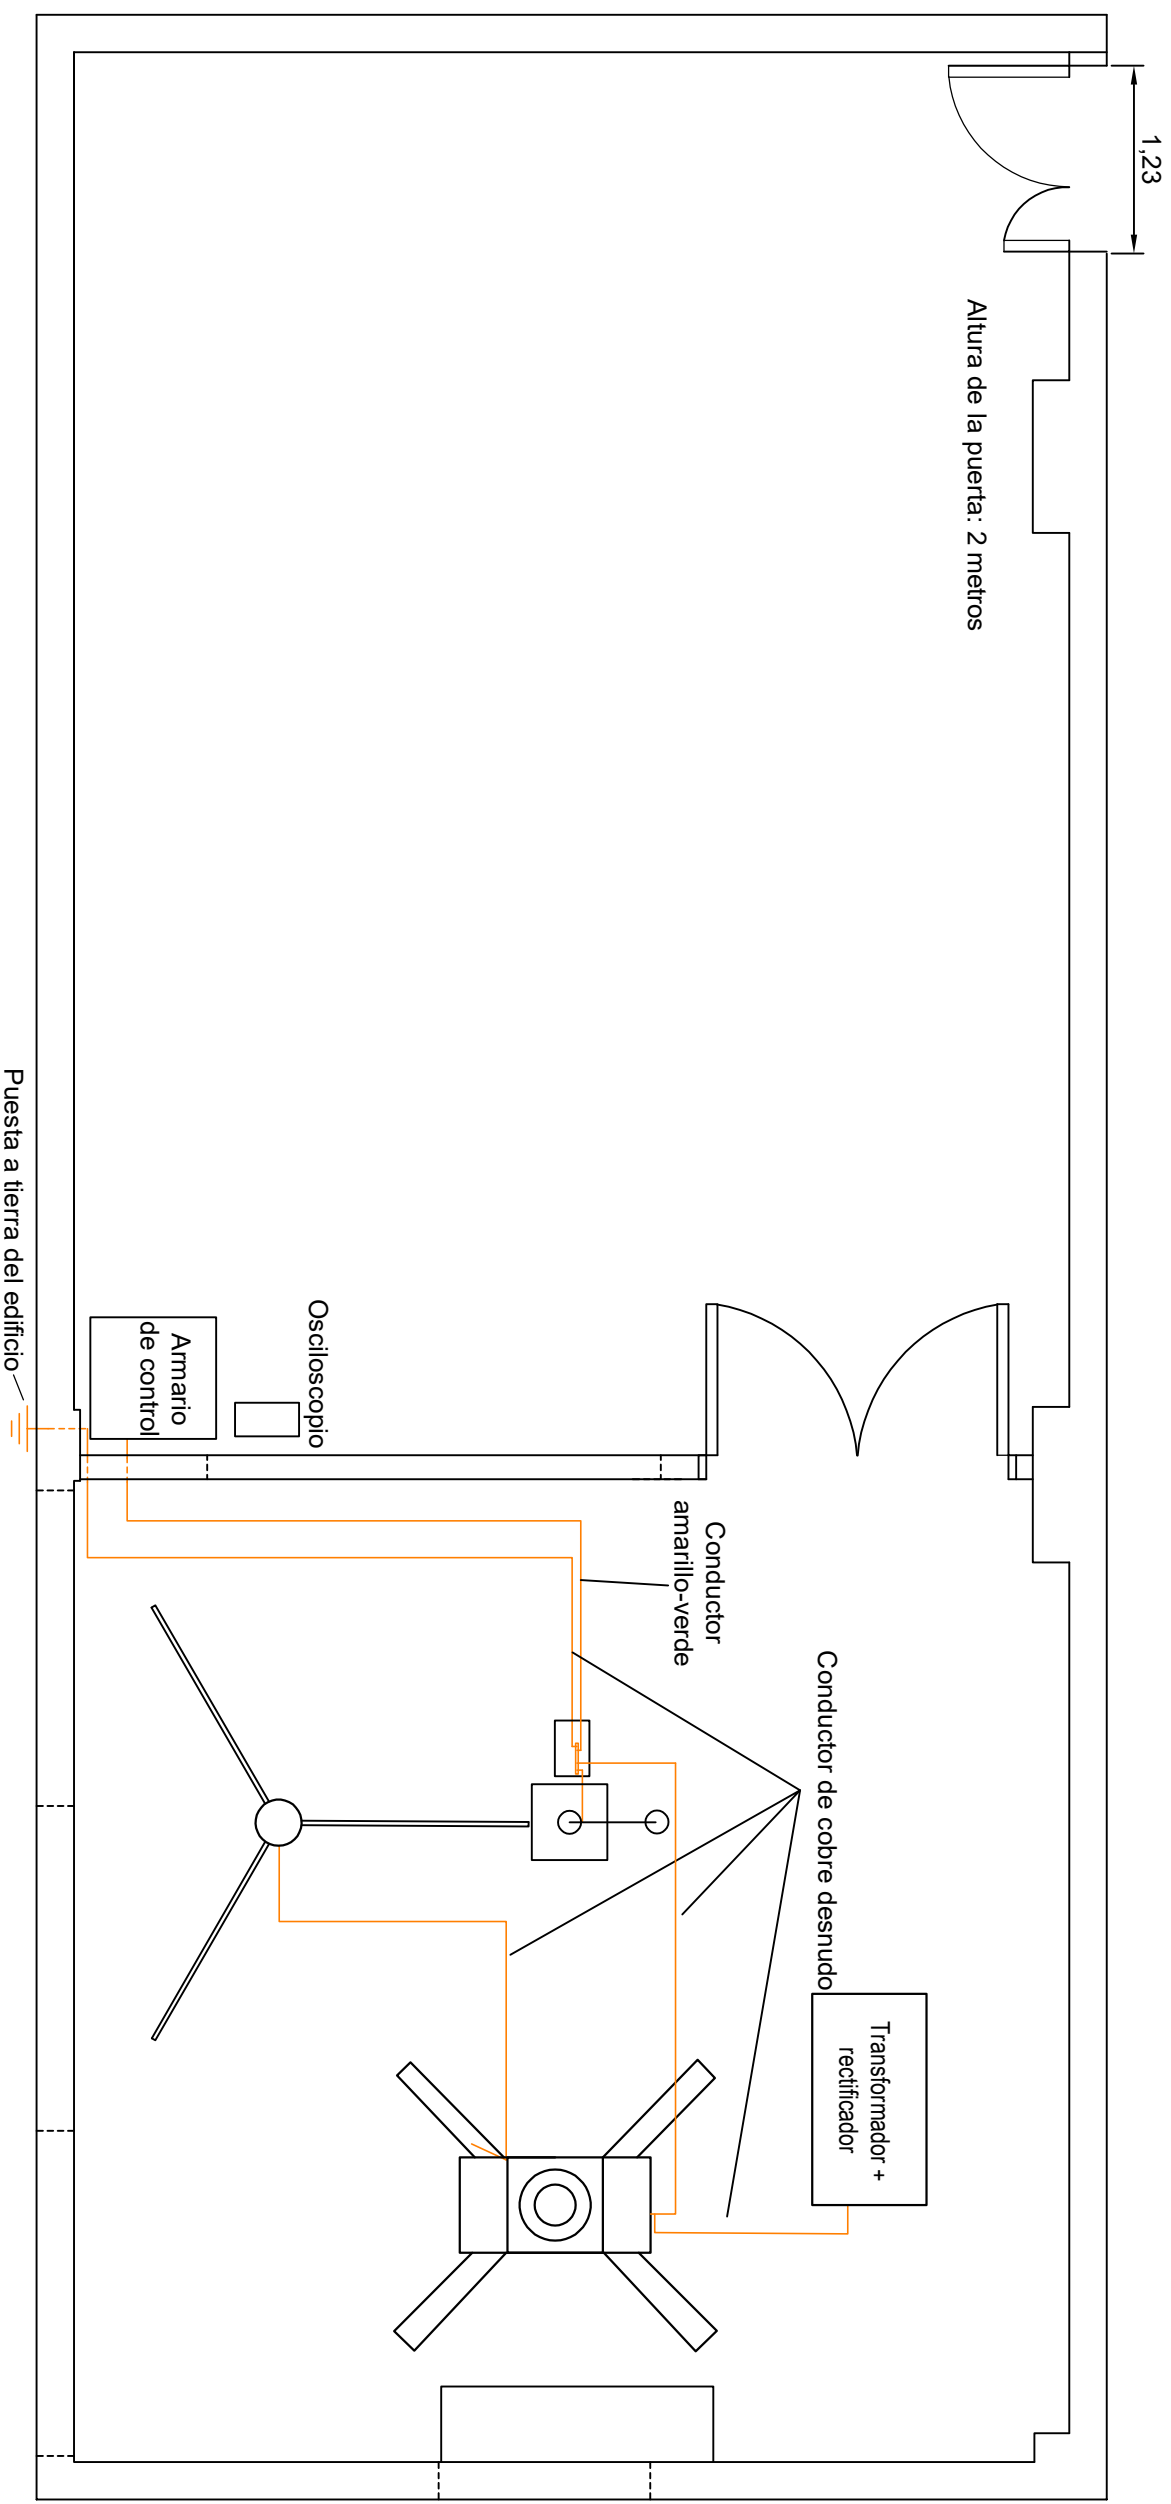 1,23
Altura de la puerta: 2 metros
Conductor de cobre desnudo
Transformador +
rectificador
Conductor
amarillo-verde
Osciloscopio
Armario
de control
Puesta a tierra del edificio